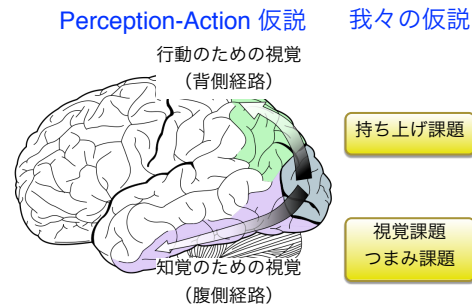 Perception-Action 仮説
我々の仮説
行動のための視覚
（背側経路）
持ち上げ課題
視覚課題
つまみ課題
知覚のための視覚
（腹側経路）